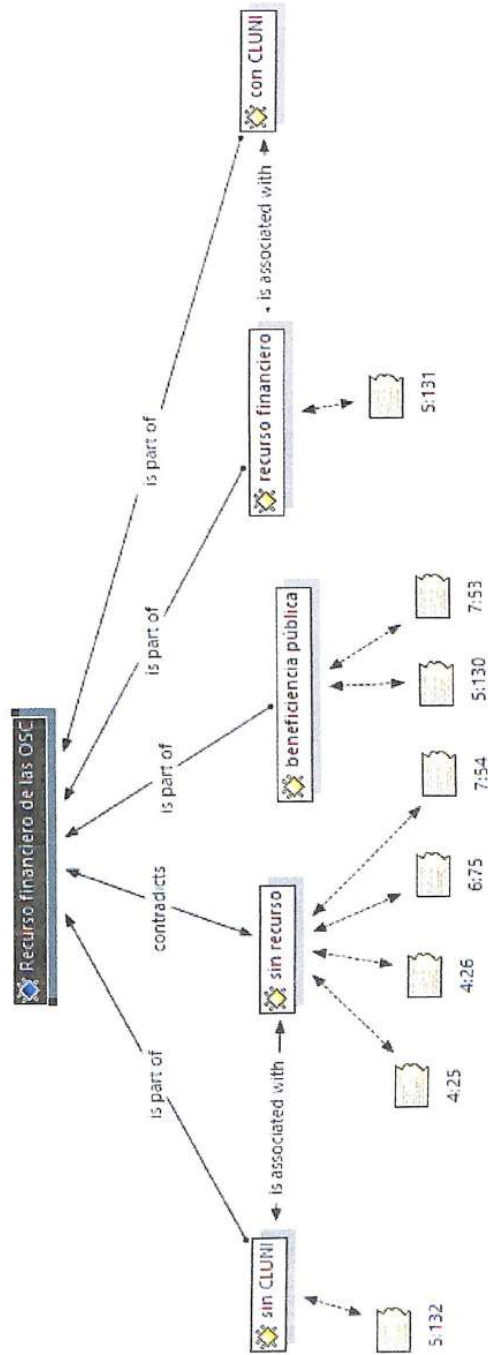 Recurso financiero de las OSC
is part of
contradicts
is part of
is part of
is part of
sin CLUNI
is associated with
sin recurso
beneficiencia pública
recurso financiero
is associated with
con CLUNI
5:132
4:25
4:26
6:75
7:54
5:130
7:53
5:131